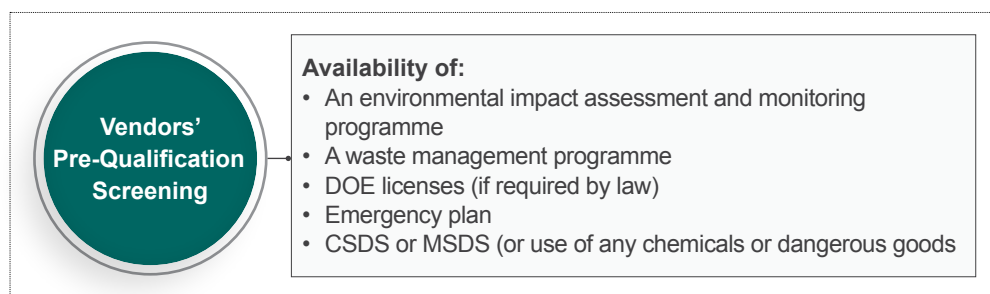 Vendors'
Pre-Qualification
Screening
Availability of:
• An environmental impact assessment and monitoring
programme
• A waste management programme
• DOE licenses (if required by law)
• Emergency plan
• CSDS or MSDS (or use of any chemicals or dangerous goods